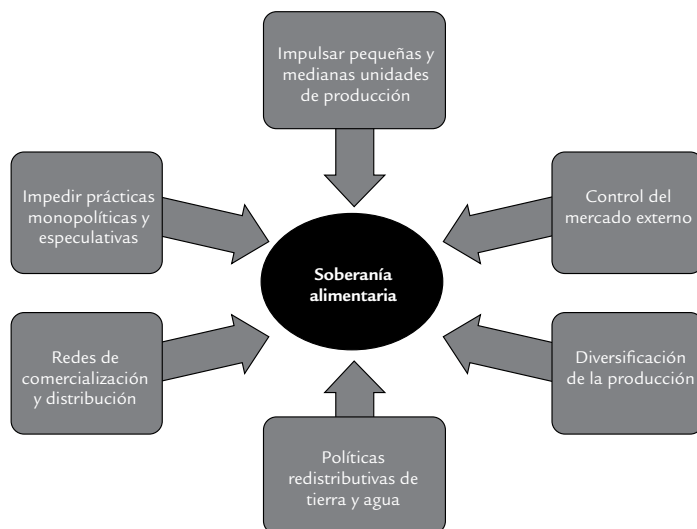 Impulsar pequeñas y
medianas unidades
de producción
Impedir prácticas
monopolíticas y
especulativas
Control del
mercado externo
Soberanía
alimentaria
Redes de
comercialización
y distribución
Diversificación
de la producción
Políticas
redistributivas de
tierra y agua